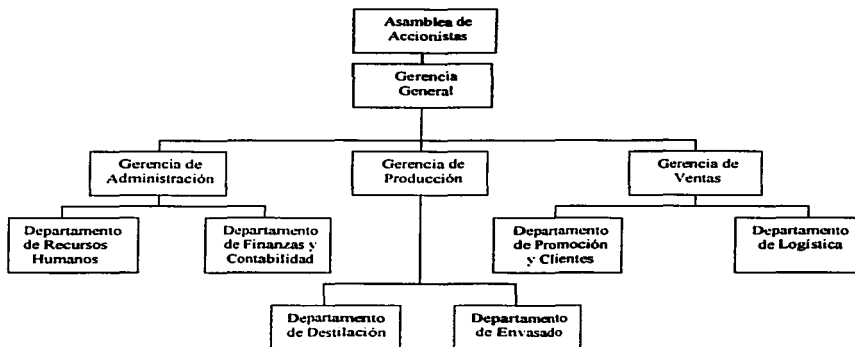 Asamblea de
Accionistas
Gerencia
General
Gerencia de
Administración
Gerencia de
Producción
Gerencia de
Ventas
Departamento
de Recursos
Humanos
Departamento
de Finanzas y
Contabilidad
Departamento
de Promoción
y Clientes
Departamento
de Logística
Departamento
de Destilación
Departamento
de Envasado